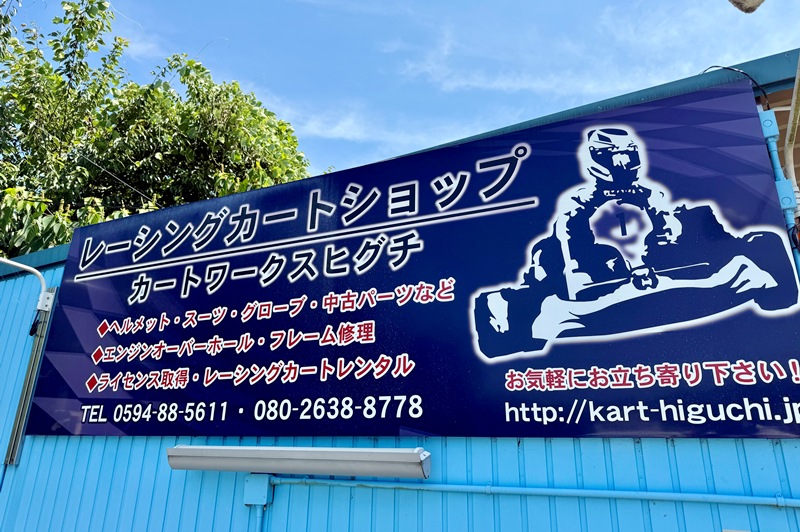 レーシングカートショップ
カートワークスヒグチ
◆ヘルメット・スーツ・グローブ・中古パーツなど
◆エンジンオーバーホール・フレーム修理
◆ライセンス取得・レーシングカートレンタル
TEL 0594-88-5611・080-2638-8778
1
お気軽にお立ち寄り下さい！
http://kart-higuchi.jp